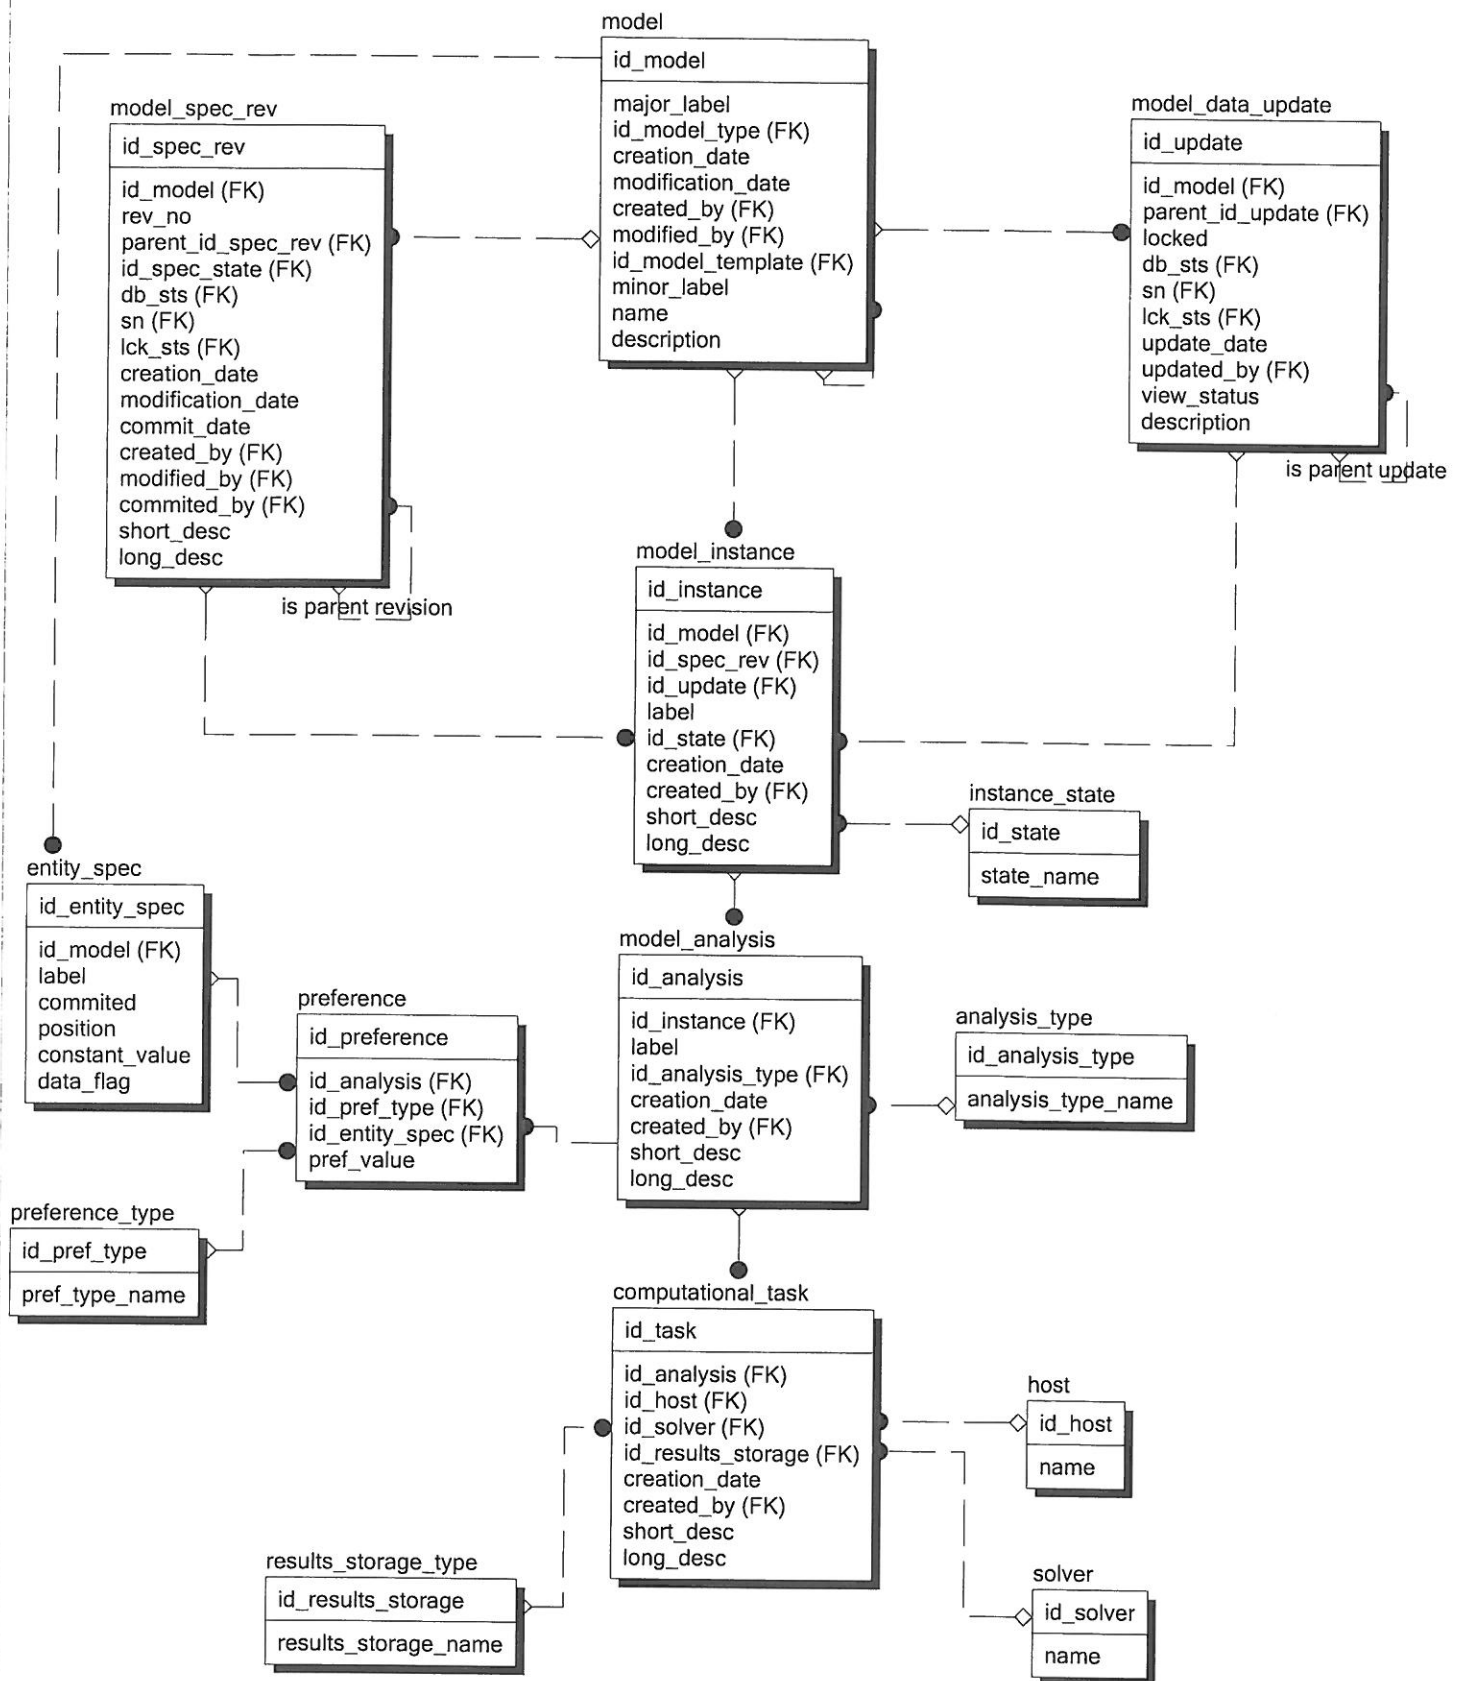 model
id_model
major_label
id_model_type (FK)
creation_date
modification_date
created_by (FK)
modified_by (FK)
id_model_template (FK)
minor_label
name
description
model_spec_rev
id_spec_rev
id_model (FK)
rev_no
parent_id_spec_rev (FK)
id_spec_state (FK)
db_sts (FK)
sn (FK)
lck_sts (FK)
creation_date
modification_date
commit_date
created_by (FK)
modified_by (FK)
commited_by (FK)
short_desc
long_desc
is parent revision
model_data_update
id_update
id_model (FK)
parent_id_update (FK)
locked
db_sts (FK)
sn (FK)
lck_sts (FK)
update_date
updated_by (FK)
view_status
description
is parent update
model_instance
id_instance
id_model (FK)
id_spec_rev (FK)
id_update (FK)
label
id_state (FK)
creation_date
created_by (FK)
short_desc
long_desc
instance_state
id_state
state_name
entity_spec
id_entity_spec
id_model (FK)
label
commited
position
constant_value
data_flag
preference
id_preference
id_analysis (FK)
id_pref_type (FK)
id_entity_spec (FK)
pref_value
model_analysis
id_analysis
id_instance (FK)
label
id_analysis_type (FK)
creation_date
created_by (FK)
short_desc
long_desc
analysis_type
id_analysis_type
analysis_type_name
preference_type
id_pref_type
pref_type_name
computational_task
id_task
id_analysis (FK)
id_host (FK)
id_solver (FK)
id_results_storage (FK)
creation_date
created_by (FK)
short_desc
long_desc
host
id_host
name
results_storage_type
id_results_storage
results_storage_name
solver
id_solver
name